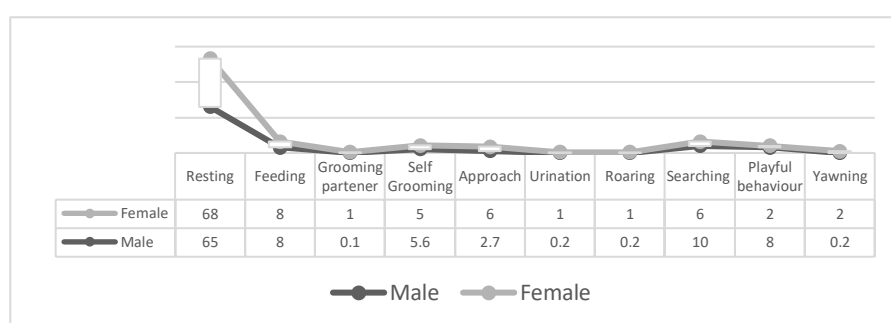 Resting Feeding Grooming partener Self Grooming Approach Urination Roaring Searching Playful behaviour Yawning
Female 68 8 1 5 6 1 1 6 2 2
Male 65 8 0.1 5.6 2.7 0.2 0.2 10 8 0.2
Male Female